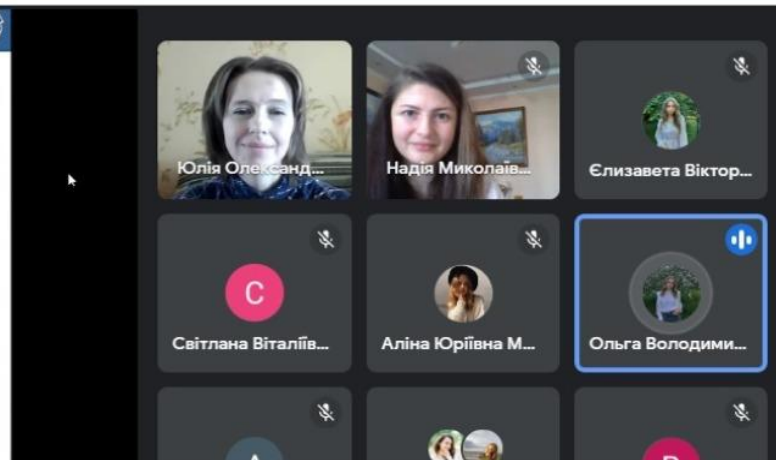 Юлія Олександ...
Надія Миколаїв...
Єлизавета Віктор...
С
Світлана Віталіїв...
Аліна Юріївна М...
Ольга Володими...